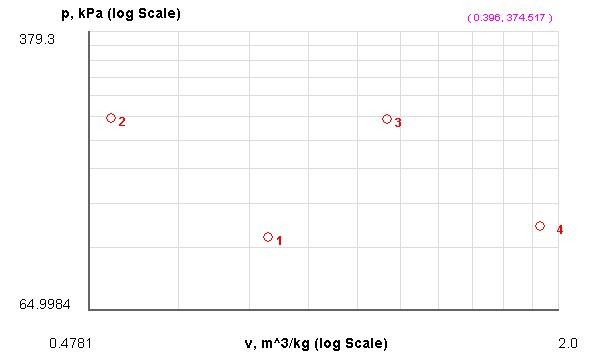 p, kPa (log Scale)
( 0.396, 374.517 )
379.3
2
3
1
4
64.9984
0.4781
v, m^3/kg (log Scale)
2.0